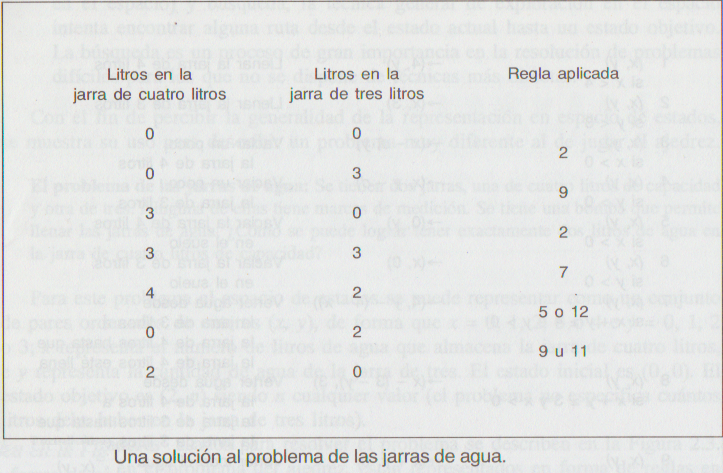 Litros en la Litros en la Regla aplicada
jarra de cuatro litros jarra de tres litros
0 0
2
0 3
9
3 0
2
3 3
7
4 2
5 o 12
0 2
9 u 11
2 0
Una solución al problema de las jarras de agua.